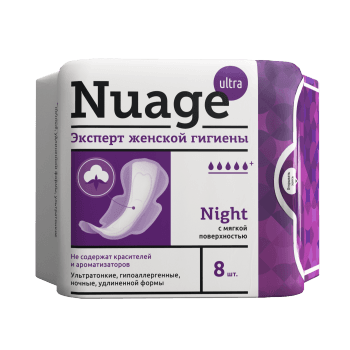 Nuage
ultra
Эксперт женской гигиены
+
Night
с мягкой
поверхностью
Не содержат красителей
и ароматизаторов
Ультратонкие, гипоаллергенные,
ночные, удлиненной формы
8 шт.